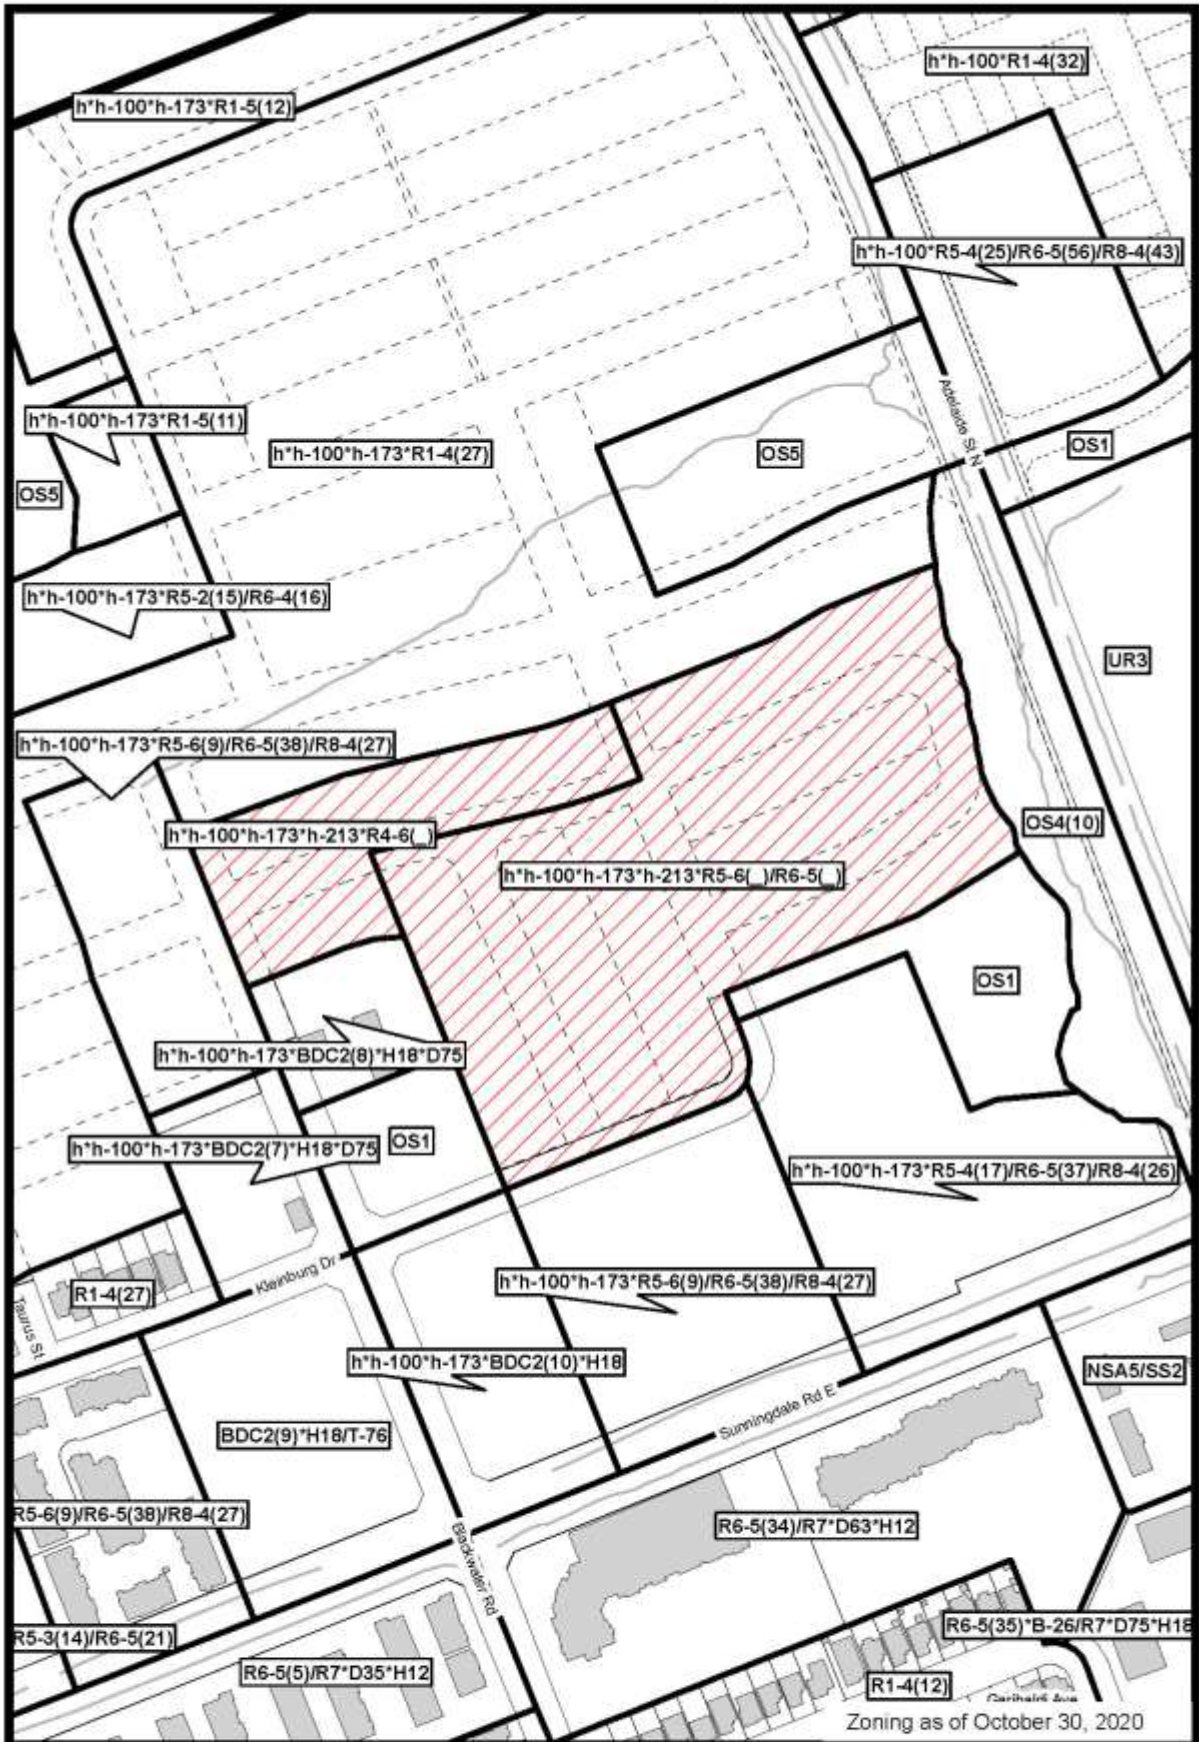 h*h-100*R1-4(32)
h*h-100*h-173*R1-5(12)
h*h-100*R5-4(25)/R6-5(56)/R8-4(43)
Adelaide St N
h*h-100*h-173*R1-5(11)
h*h-100*h-173*R1-4(27)
OS5
OS1
OS5
h*h-100*h-173*R5-2(15)/R6-4(16)
UR3
h*h-100*h-173*R5-6(9)/R6-5(38)/R8-4(27)
h*h-100*h-173*h-213*R4-6(_)
OS4(10)
h*h-100*h-173*h-213*R5-6(_)/R6-5(_)
OS1
h*h-100*h-173*BDC2(8)*H18*D75
h*h-100*h-173*BDC2(7)*H18*D75
OS1
h*h-100*h-173*R5-4(17)/R6-5(37)/R8-4(26)
Kleinburg Dr
R1-4(27)
Taurus St
h*h-100*h-173*R5-6(9)/R6-5(38)/R8-4(27)
h*h-100*h-173*BDC2(10)*H18
NSA5/SS2
Sunningdale Rd E
BDC2(9)*H18/T-76
R5-6(9)/R6-5(38)/R8-4(27)
R6-5(34)/R7*D63*H12
Blackwater Rd
R5-3(14)/R6-5(21)
R6-5(35)*B-26/R7*D75*H18
R6-5(5)/R7*D35*H12
R1-4(12)
Garibaldi Ave
Zoning as of October 30, 2020